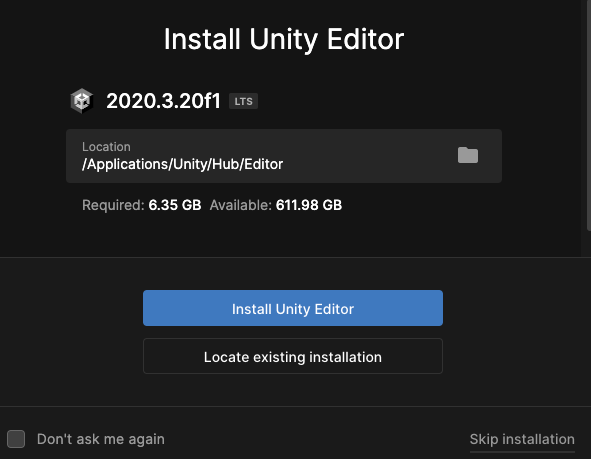 Install Unity Editor
2020.3.20f1 LTS
Location
/Applications/Unity/Hub/Editor
Required: 6.35 GB Available: 611.98 GB
Install Unity Editor
Locate existing installation
Don't ask me again
Skip installation